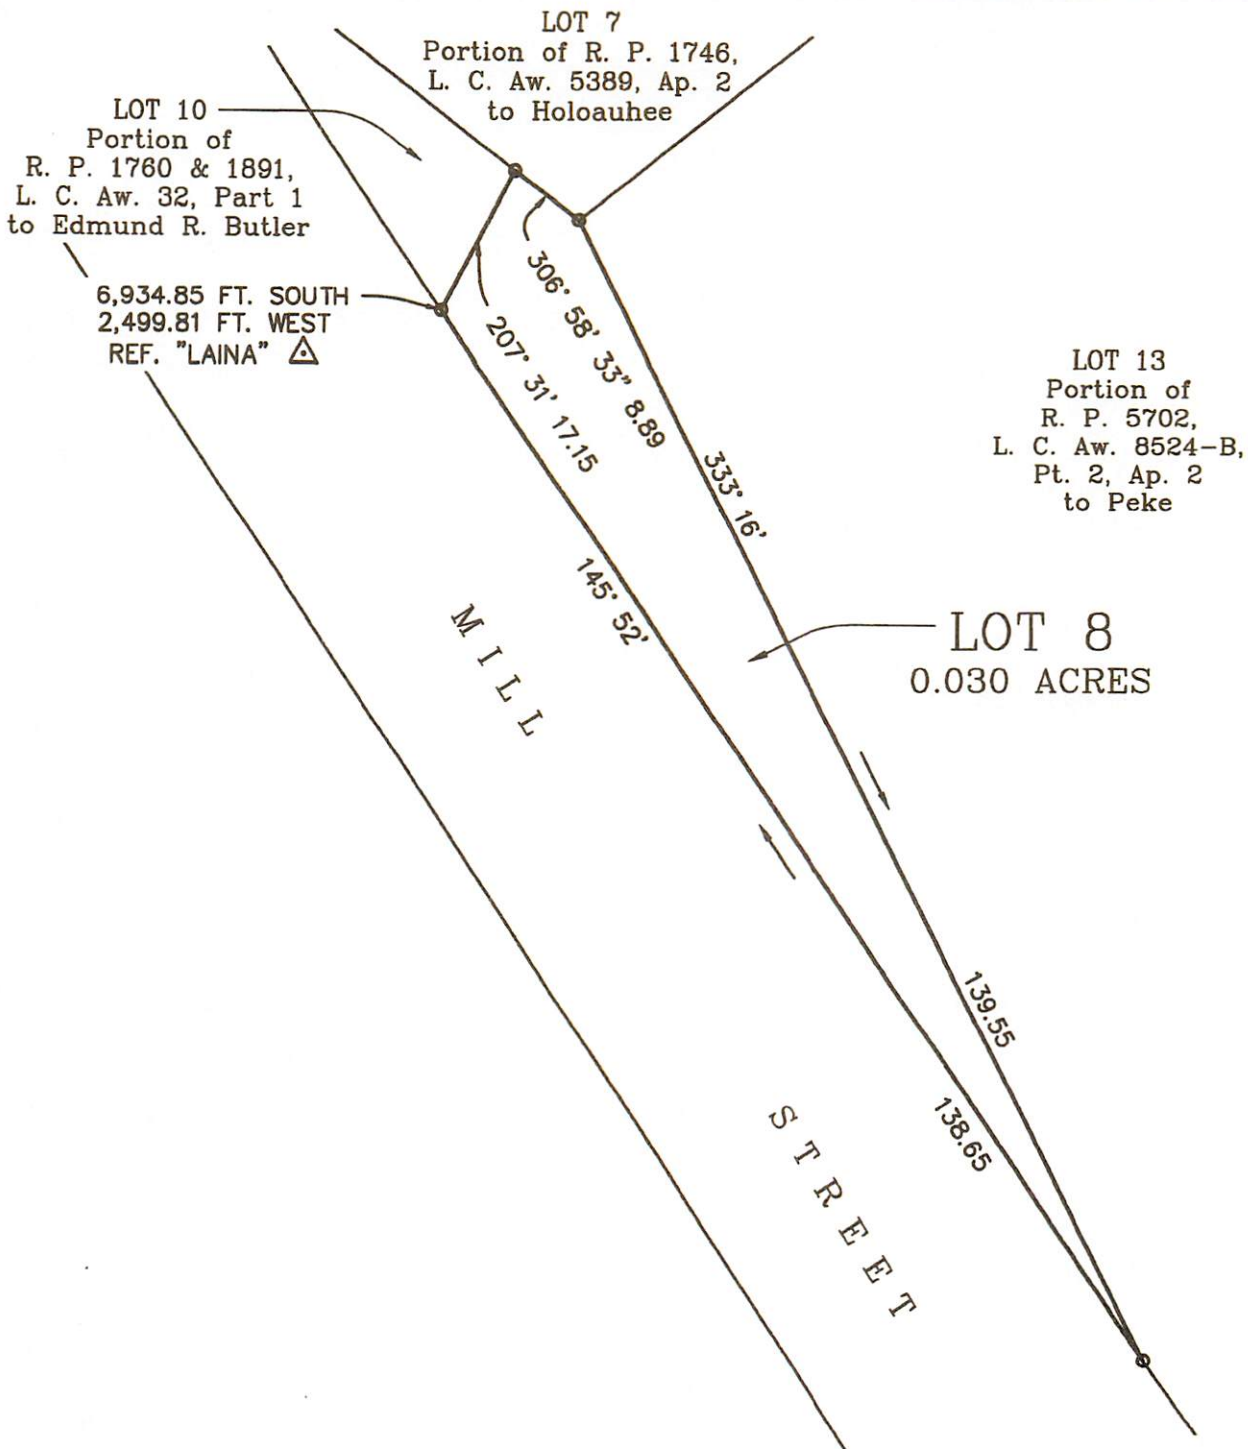 LOT 7
Portion of R. P. 1746,
L. C. Aw. 5389, Ap. 2
to Holoauhee
LOT 10
Portion of
R. P. 1760 & 1891,
L. C. Aw. 32, Part 1
to Edmund R. Butler
6,934.85 FT. SOUTH
2,499.81 FT. WEST
REF. "LAINA"
306° 58' 33" 8.89
207° 31' 17.15
333° 16'
LOT 13
Portion of
R. P. 5702,
L. C. Aw. 8524-B,
Pt. 2, Ap. 2
to Peke
145° 52'
LOT 8
0.030 ACRES
MILL
139.55
138.65
STREET